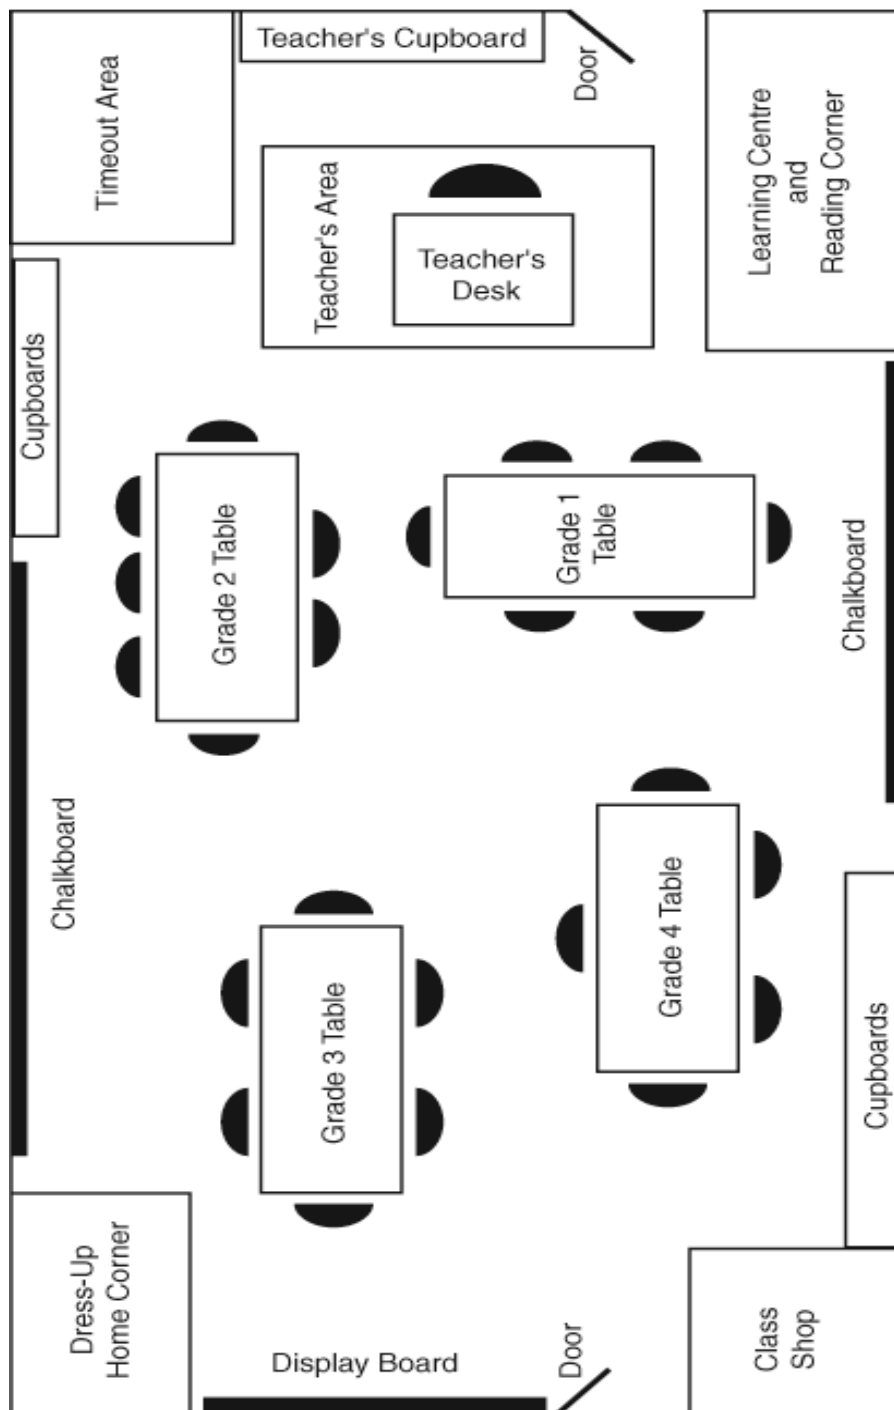 Teacher's Cupboard
Door
Timeout Area
Learning Centre
and
Reading Corner
Teacher's Area
Teacher's
Desk
Cupboards
Grade 2 Table
Grade 1
Table
Chalkboard
Chalkboard
Grade 4 Table
Grade 3 Table
Cupboards
Dress-Up
Home Corner
Display Board
Door
Class
Shop